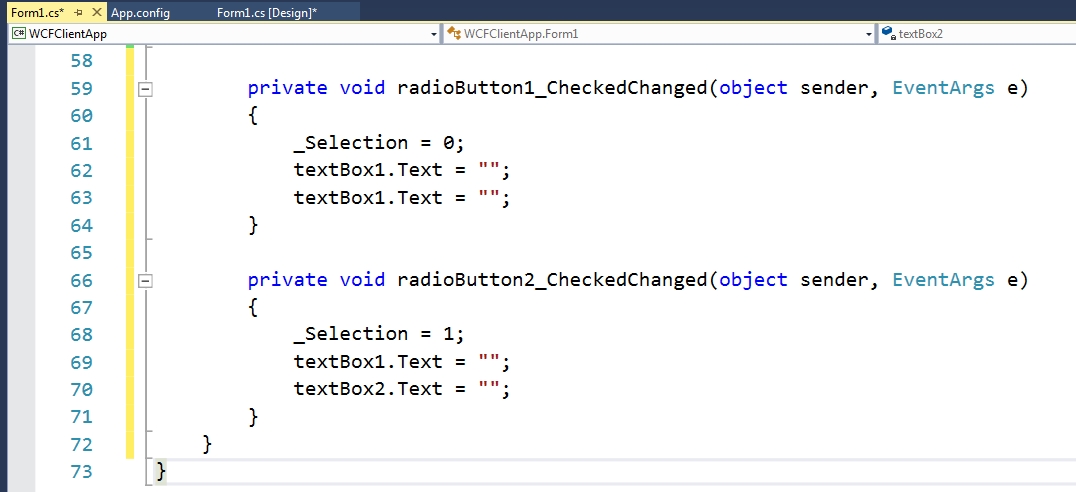 Form1.cs* App.config Form1.cs [Design]*
C# WCFClientApp WCFClientApp.Form1 textBox2
58
59 private void radioButton1_CheckedChanged(object sender, EventArgs e)
60 {
61 _Selection = 0;
62 textBox1.Text = "";
63 textBox1.Text = "";
64 }
65
66 private void radioButton2_CheckedChanged(object sender, EventArgs e)
67 {
68 _Selection = 1;
69 textBox1.Text = "";
70 textBox2.Text = "";
71 }
72 }
73 }